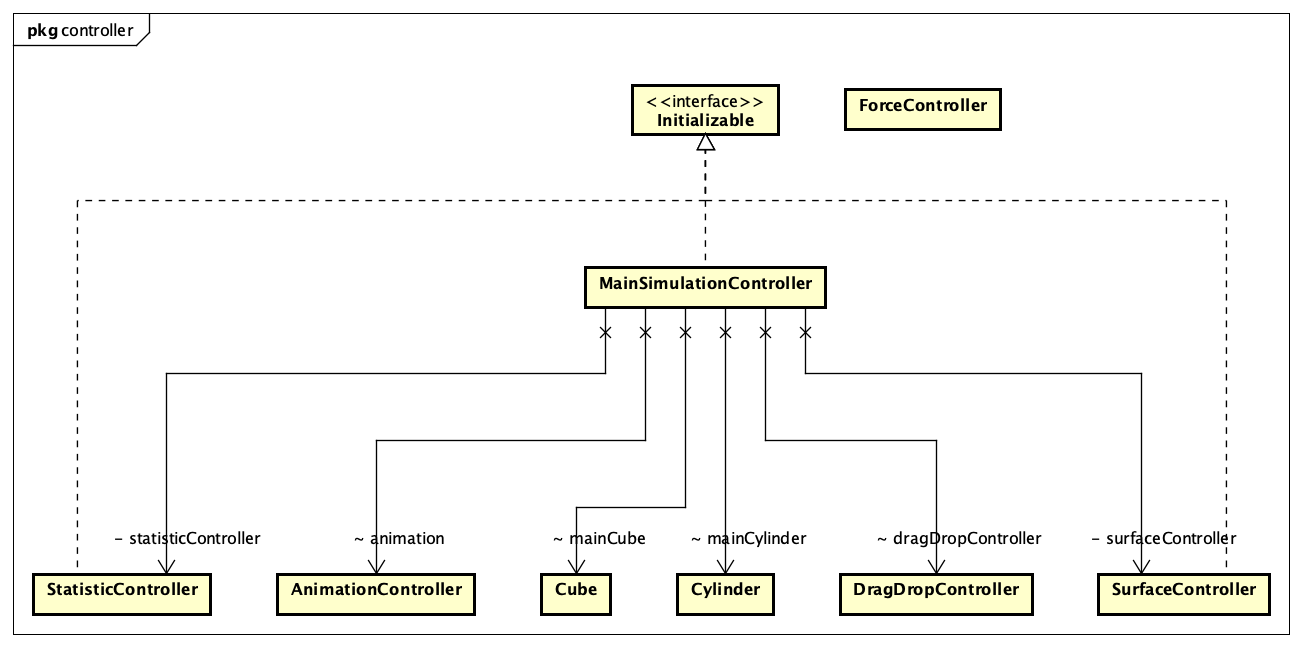 pkg controller
<<interface>>
Initializable
ForceController
MainSimulationController
- statisticController
~ animation
~ mainCube
~ mainCylinder
~ dragDropController
- surfaceController
StatisticController
AnimationController
Cube
Cylinder
DragDropController
SurfaceController